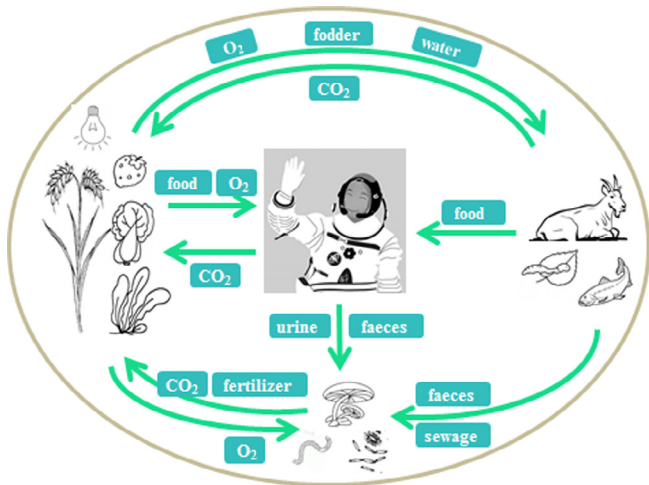 O₂ fodder water
CO₂
food O₂
food
CO₂
urine faeces
CO₂ fertilizer
faeces
O₂
sewage